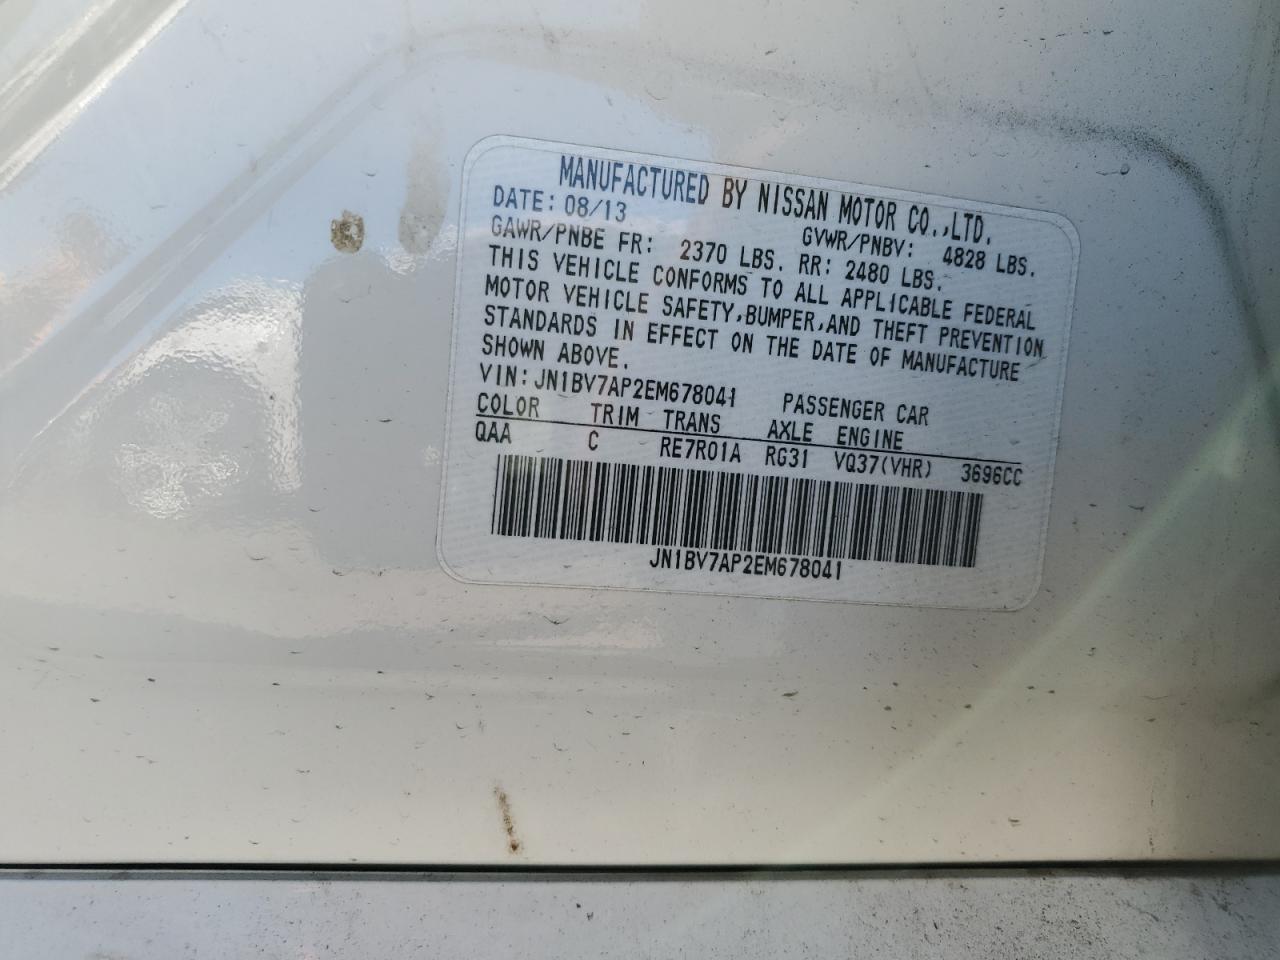 MANUFACTURED BY NISSAN MOTOR CO.,LTD.
DATE: 08/13 GVWR/PNBV: 4828 LBS.
GAWR/PNBE FR: 2370 LBS. RR: 2480 LBS.
THIS VEHICLE CONFORMS TO ALL APPLICABLE FEDERAL
MOTOR VEHICLE SAFETY,BUMPER,AND THEFT PREVENTION
STANDARDS IN EFFECT ON THE DATE OF MANUFACTURE
SHOWN ABOVE.
VIN: JN1BV7AP2EM678041 PASSENGER CAR
COLOR TRIM TRANS AXLE ENGINE
QAA C RE7R01A RG31 VQ37(VHR) 3696CC
JN1BV7AP2EM678041